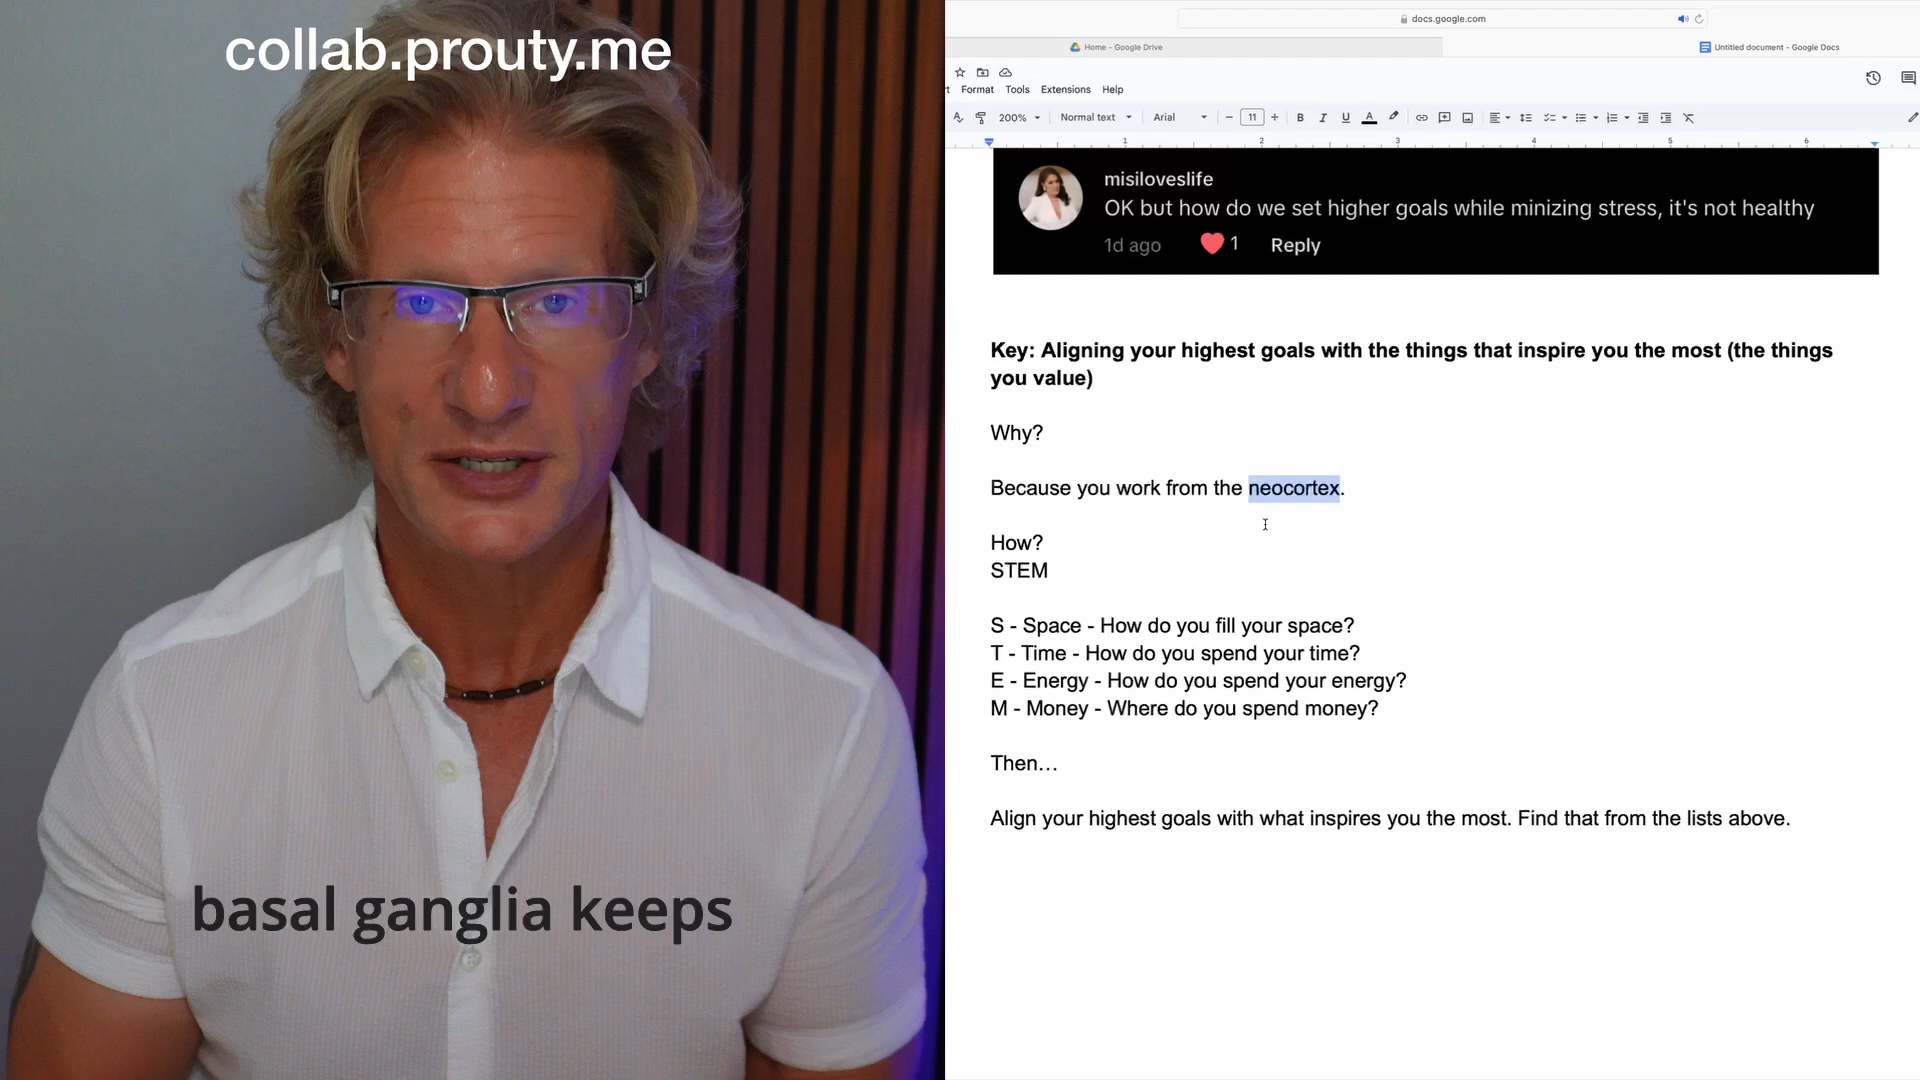 collab.prouty.me
basal ganglia keeps
docs.google.com
Home - Google Drive
Untitled document - Google Docs
Format Tools Extensions Help
200% Normal text Arial 11
1 2 3 4 5 6
misiloveslife
OK but how do we set higher goals while minizing stress, it's not healthy
1d ago 1 Reply
Key: Aligning your highest goals with the things that inspire you the most (the things
you value)
Why?
Because you work from the neocortex.
How?
STEM
S - Space - How do you fill your space?
T - Time - How do you spend your time?
E - Energy - How do you spend your energy?
M - Money - Where do you spend money?
Then…
Align your highest goals with what inspires you the most. Find that from the lists above.